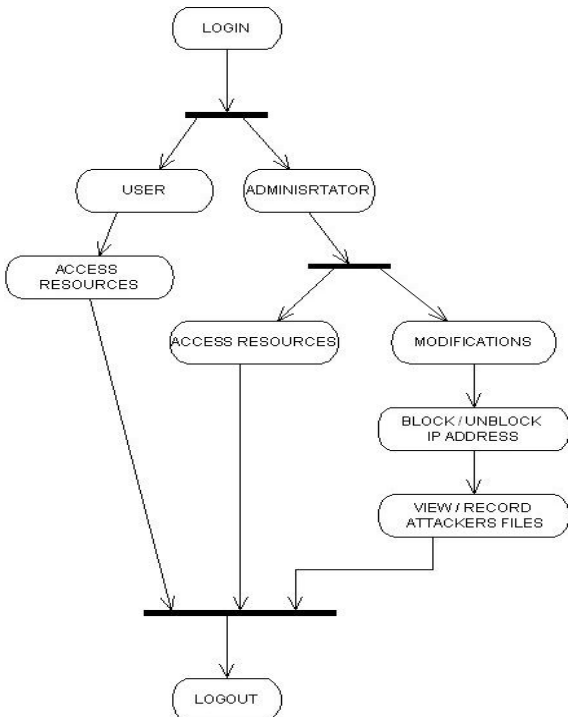 LOGIN
USER
ADMINISRTATOR
ACCESS
RESOURCES
ACCESS RESOURCES
MODIFICATIONS
BLOCK / UNBLOCK
IP ADDRESS
VIEW / RECORD
ATTACKERS FILES
LOGOUT